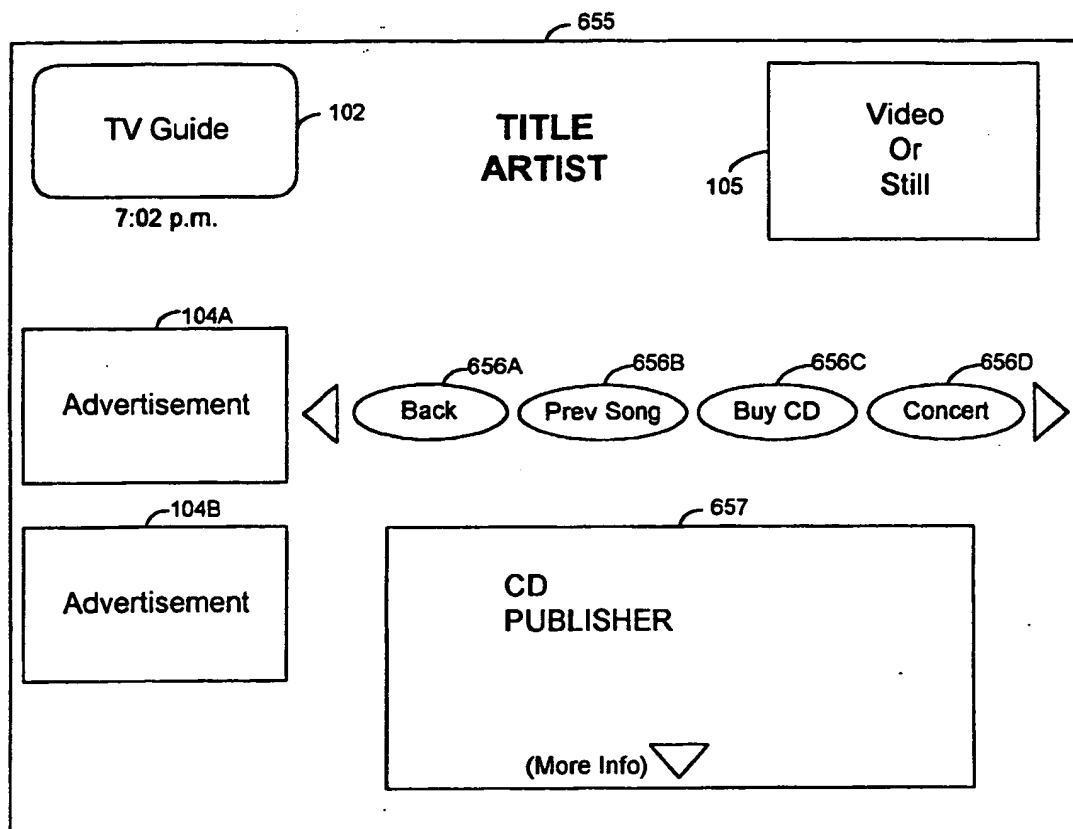 655
TV Guide
102
7:02 p.m.
TITLE
ARTIST
Video
Or
Still
105
104A
Advertisement
656A
Back
656B
Prev Song
656C
Buy CD
656D
Concert
104B
Advertisement
657
CD
PUBLISHER
(More Info)